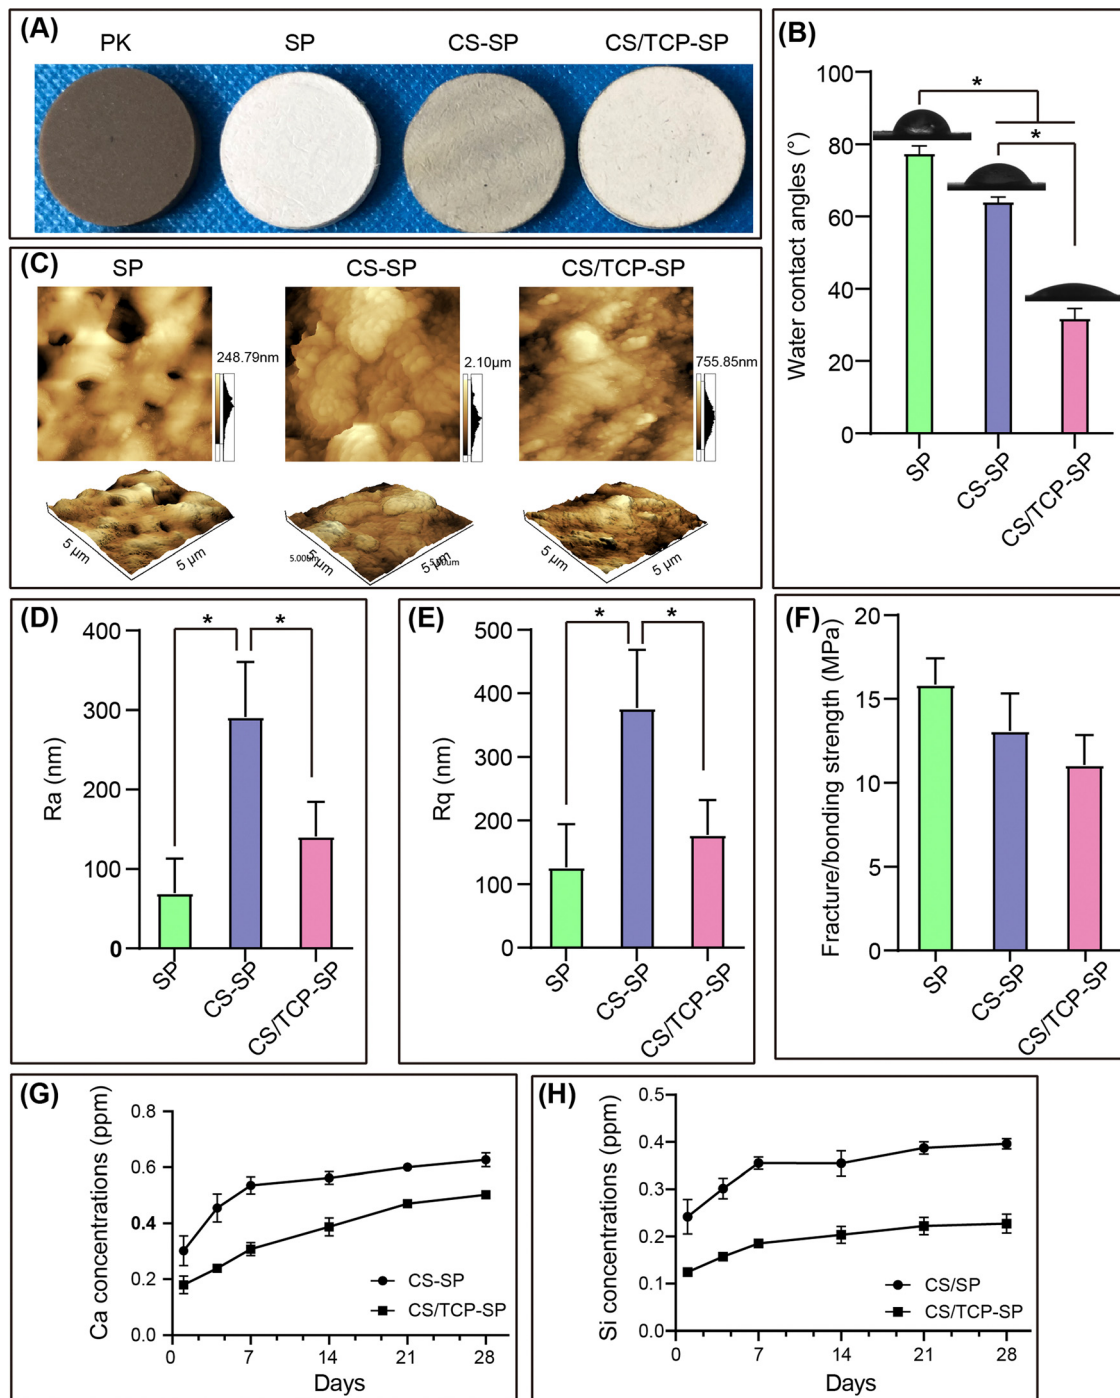 (A)
PK SP CS-SP CS/TCP-SP
(B)
Water contact angles (°)
100
80
60
40
20
0
*
*
SP CS-SP CS/TCP-SP
(C)
SP CS-SP CS/TCP-SP
248.79nm 2.10μm 755.85nm
5 μm 5 μm
5 μm 5 μm
5.00um 5.00um
5 μm 5 μm
(D)
Ra (nm)
400
300
200
100
0
* *
SP CS-SP CS/TCP-SP
(E)
Rq (nm)
500
400
300
200
100
0
* *
SP CS-SP CS/TCP-SP
(F)
Fracture/bonding strength (MPa)
20
15
10
5
0
SP CS-SP CS/TCP-SP
(G)
Ca concentrations (ppm)
0.8
0.6
0.4
0.2
0.0
CS-SP
CS/TCP-SP
0 7 14 21 28
Days
(H)
Si concentrations (ppm)
0.5
0.4
0.3
0.2
0.1
0.0
CS/SP
CS/TCP-SP
0 7 14 21 28
Days